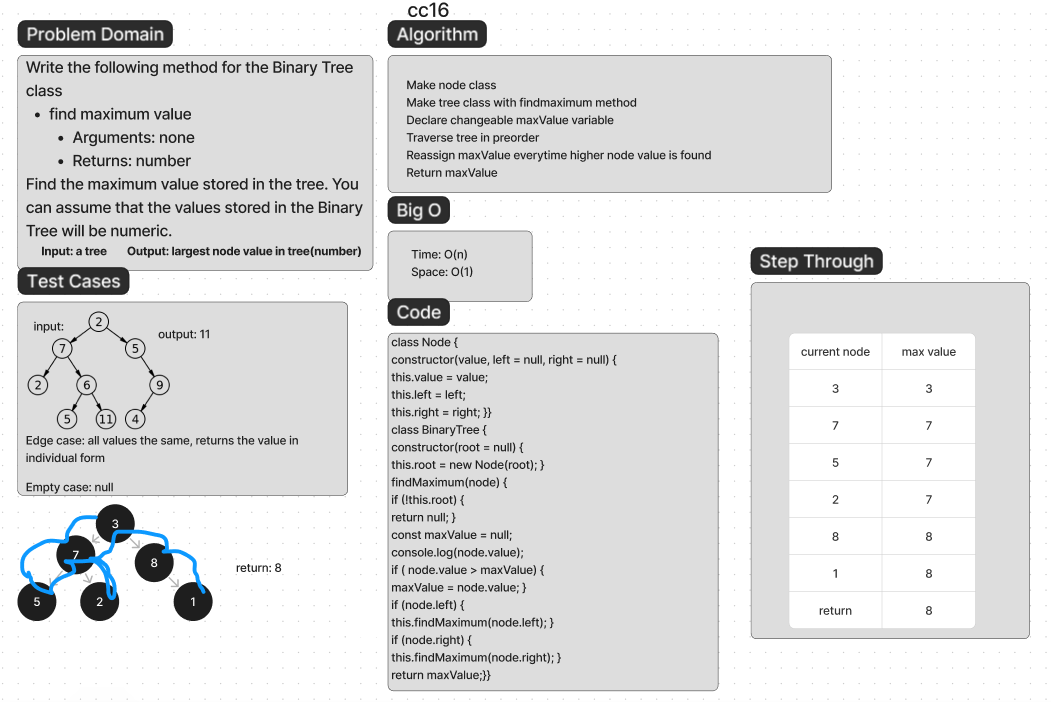 cc16
Problem Domain
Write the following method for the Binary Tree
class
• find maximum value
• Arguments: none
• Returns: number
Find the maximum value stored in the tree. You
can assume that the values stored in the Binary
Tree will be numeric.
Input: a tree Output: largest node value in tree(number)
Test Cases
input:
output: 11
2
7 5
2 6 9
5 11 4
Edge case: all values the same, returns the value in
individual form
Empty case: null
3
7 8
5 2 1
return: 8
Algorithm
Make node class
Make tree class with findmaximum method
Declare changeable maxValue variable
Traverse tree in preorder
Reassign maxValue everytime higher node value is found
Return maxValue
Big O
Time: O(n)
Space: O(1)
Code
class Node {
constructor(value, left = null, right = null) {
this.value = value;
this.left = left;
this.right = right; }}
class BinaryTree {
constructor(root = null) {
this.root = new Node(root); }
findMaximum(node) {
if (!this.root) {
return null; }
const maxValue = null;
console.log(node.value);
if ( node.value > maxValue) {
maxValue = node.value; }
if (node.left) {
this.findMaximum(node.left); }
if (node.right) {
this.findMaximum(node.right); }
return maxValue;}}
Step Through
current node max value
3 3
7 7
5 7
2 7
8 8
1 8
return 8